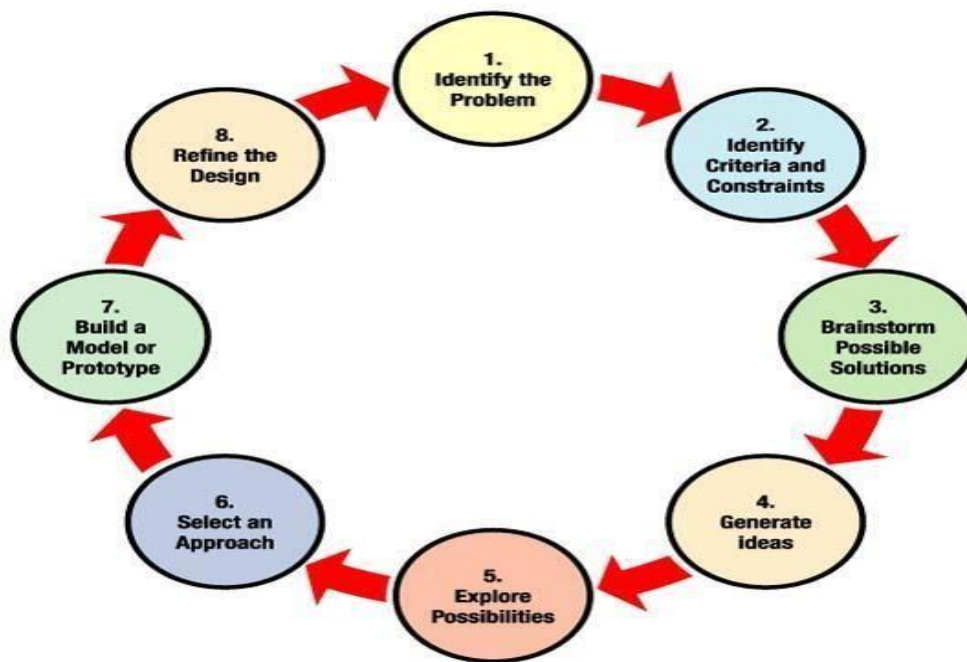 1.
Identify the
Problem
2.
Identify
Criteria and
Constraints
3.
Brainstorm
Possible
Solutions
4.
Generate
ideas
5.
Explore
Possibilities
6.
Select an
Approach
7.
Build a
Model or
Prototype
8.
Refine the
Design